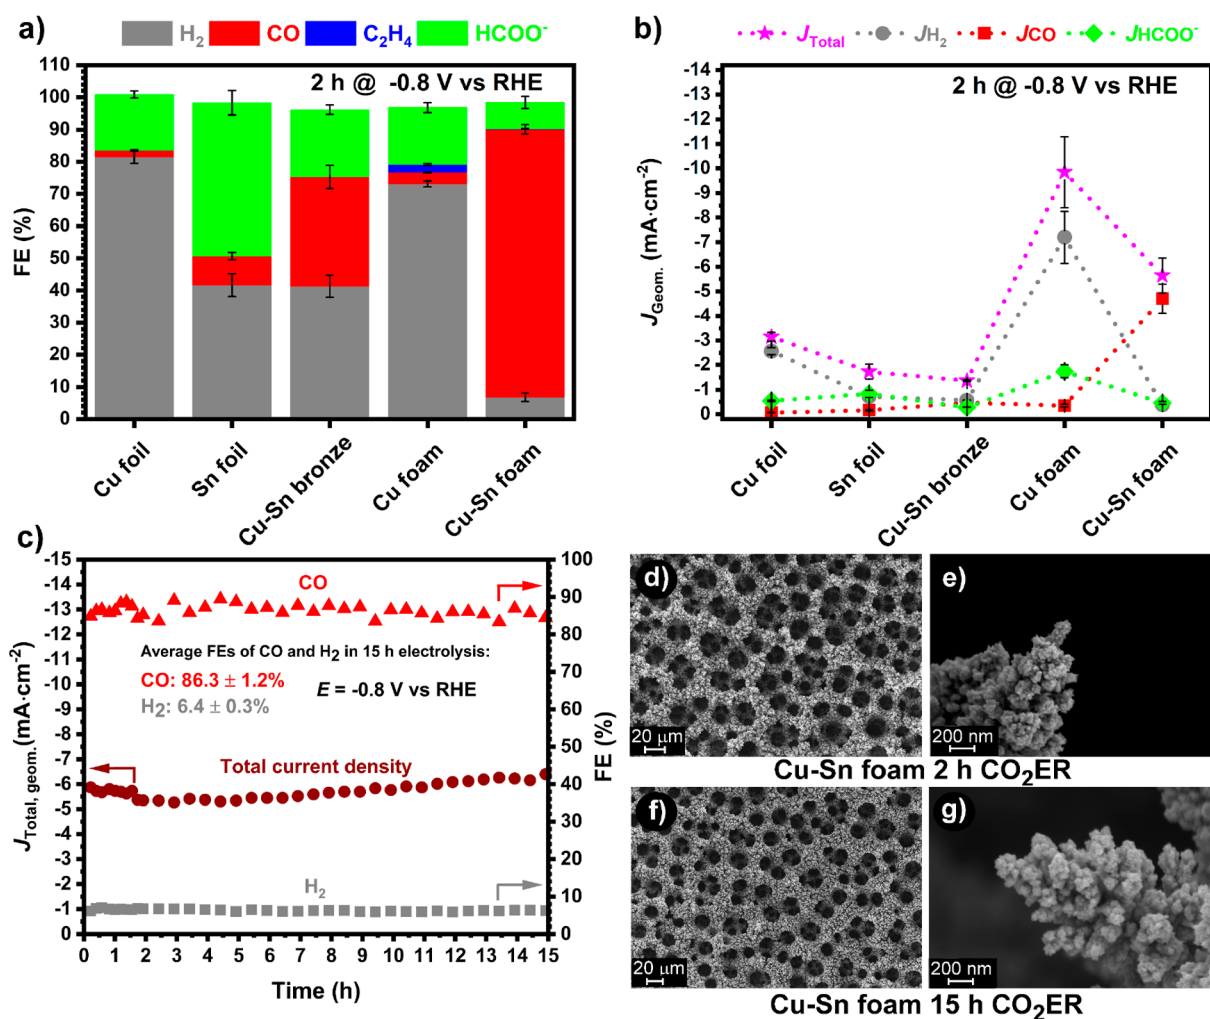 a)
H₂ CO C₂H₄ HCOO⁻
2 h @ -0.8 V vs RHE
FE (%)
110
100
90
80
70
60
50
40
30
20
10
0
Cu foil
Sn foil
Cu-Sn bronze
Cu foam
Cu-Sn foam
b)
J Total J H₂ J CO J HCOO⁻
2 h @ -0.8 V vs RHE
J Geom. (mA·cm⁻²)
-14
-13
-12
-11
-10
-9
-8
-7
-6
-5
-4
-3
-2
-1
0
Cu foil
Sn foil
Cu-Sn bronze
Cu foam
Cu-Sn foam
c)
J Total, geom. (mA·cm⁻²)
-15
-14
-13
-12
-11
-10
-9
-8
-7
-6
-5
-4
-3
-2
-1
0
CO
Average FEs of CO and H₂ in 15 h electrolysis:
CO: 86.3 ± 1.2%
E = -0.8 V vs RHE
H₂: 6.4 ± 0.3%
Total current density
H₂
100
90
80
70
60
50
40
30
20
10
0
FE (%)
0 1 2 3 4 5 6 7 8 9 10 11 12 13 14 15
Time (h)
d)
20 µm
e)
200 nm
Cu-Sn foam 2 h CO₂ER
f)
20 µm
g)
200 nm
Cu-Sn foam 15 h CO₂ER